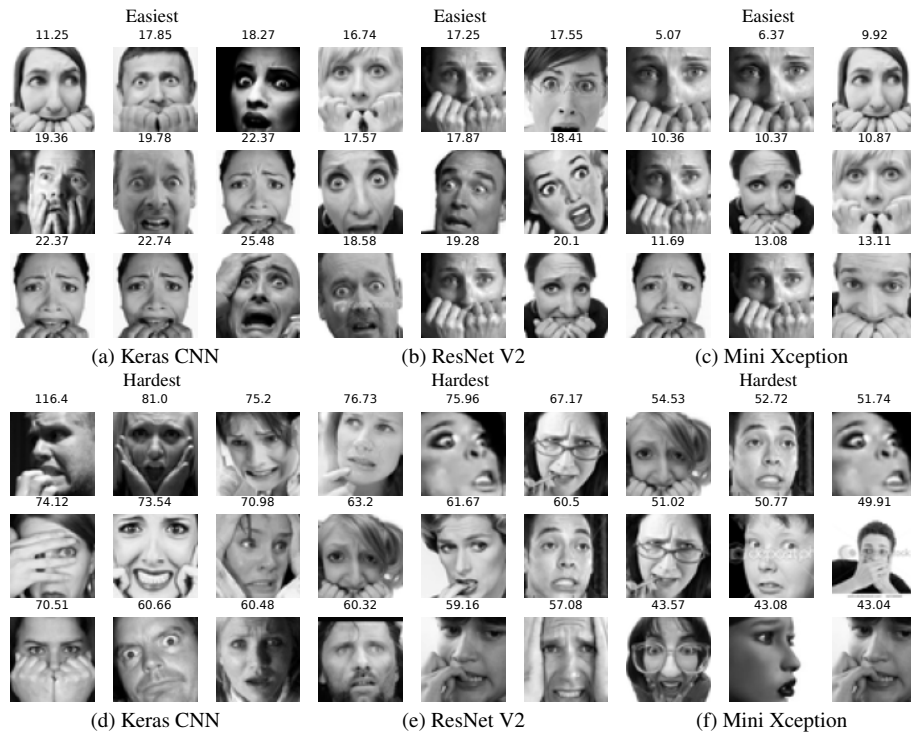 Easiest Easiest Easiest
11.25 17.85 18.27 16.74 17.25 17.55 5.07 6.37 9.92
19.36 19.78 22.37 17.57 17.87 18.41 10.36 10.37 10.87
22.37 22.74 25.48 18.58 19.28 20.1 11.69 13.08 13.11
(a) Keras CNN (b) ResNet V2 (c) Mini Xception
Hardest Hardest Hardest
116.4 81.0 75.2 76.73 75.96 67.17 54.53 52.72 51.74
74.12 73.54 70.98 63.2 61.67 60.5 51.02 50.77 49.91
70.51 60.66 60.48 60.32 59.16 57.08 43.57 43.08 43.04
(d) Keras CNN (e) ResNet V2 (f) Mini Xception